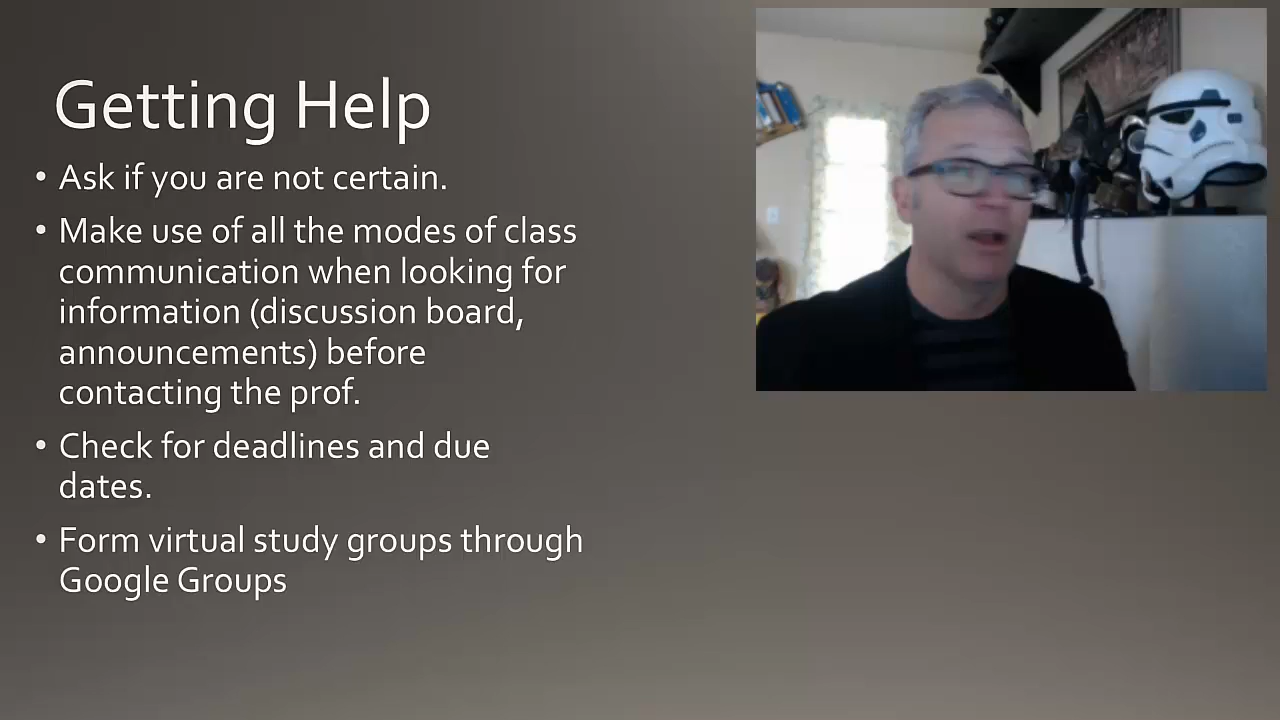 Getting Help
• Ask if you are not certain.
• Make use of all the modes of class
communication when looking for
information (discussion board,
announcements) before
contacting the prof.
• Check for deadlines and due
dates.
• Form virtual study groups through
Google Groups